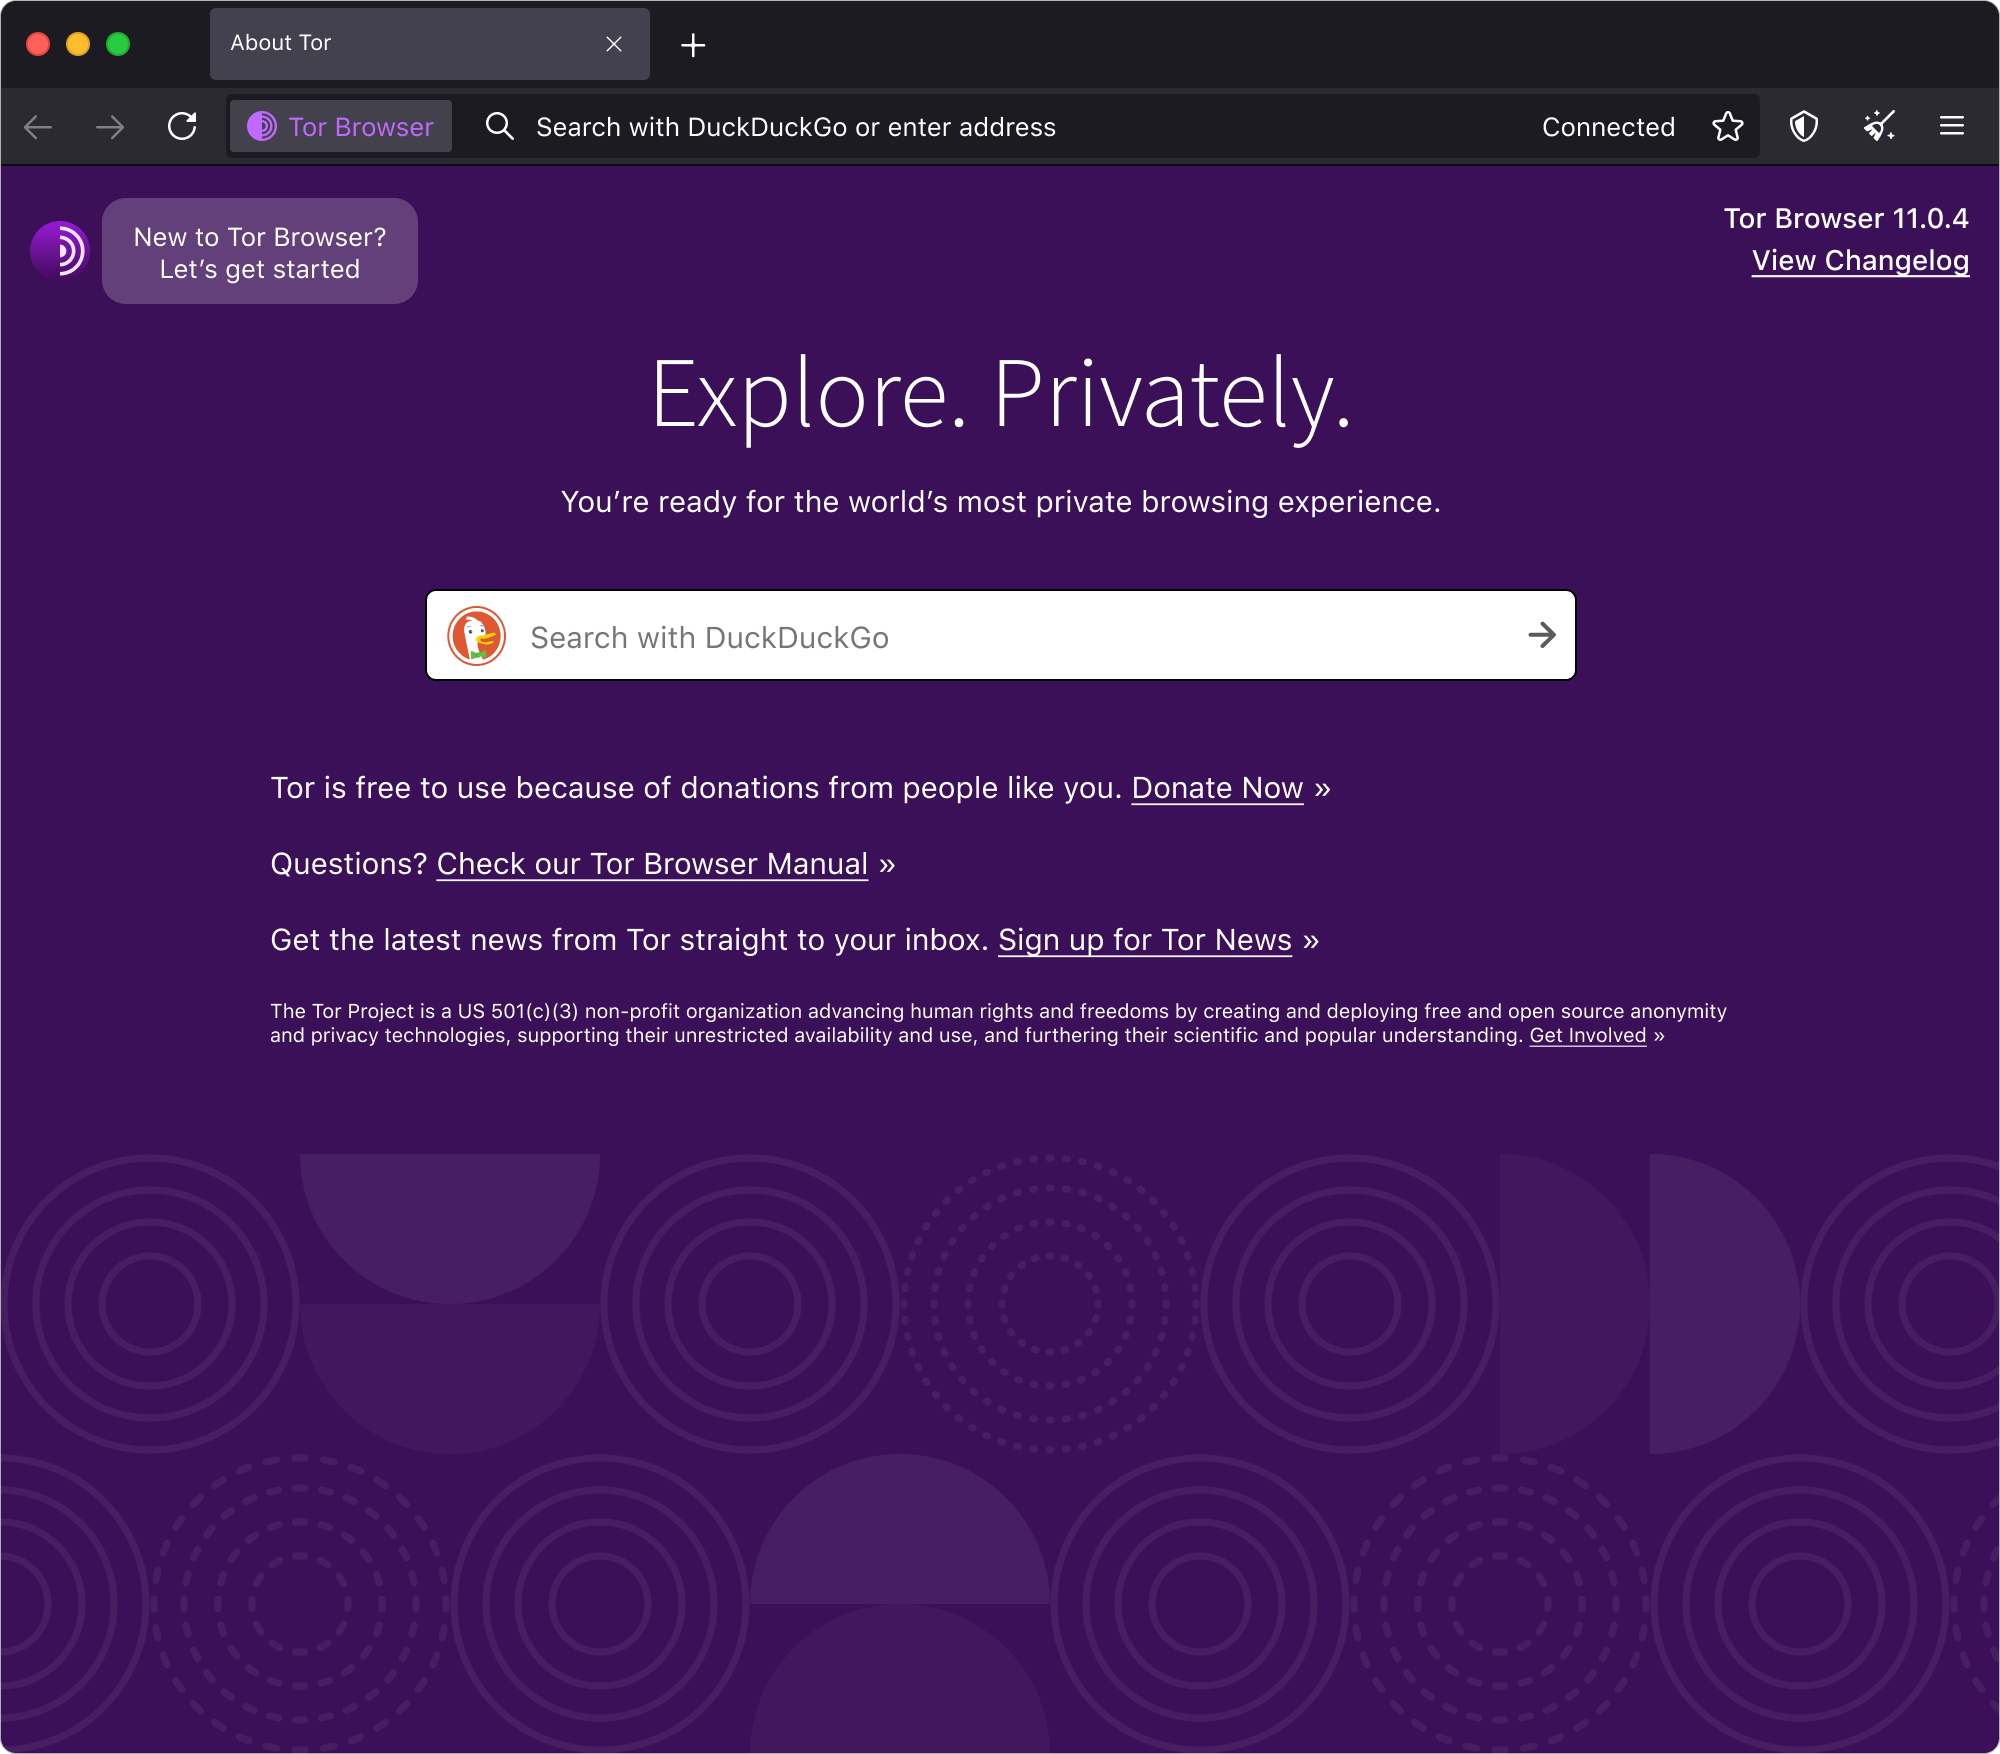 About Tor
Tor Browser
Search with DuckDuckGo or enter address
Connected
New to Tor Browser?
Let’s get started
Tor Browser 11.0.4
View Changelog
Explore. Privately.
You’re ready for the world’s most private browsing experience.
Search with DuckDuckGo
Tor is free to use because of donations from people like you. Donate Now »
Questions? Check our Tor Browser Manual »
Get the latest news from Tor straight to your inbox. Sign up for Tor News »
The Tor Project is a US 501(c)(3) non-profit organization advancing human rights and freedoms by creating and deploying free and open source anonymity
and privacy technologies, supporting their unrestricted availability and use, and furthering their scientific and popular understanding. Get Involved »